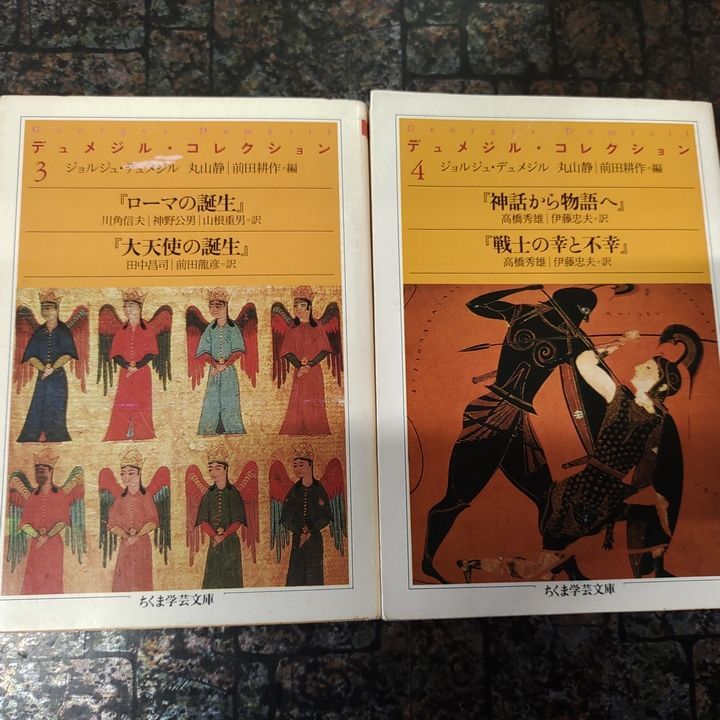 Georges Dumézil
デュメジル・コレクション
3
ジョルジュ・デュメジル 丸山静|前田耕作=編
『ローマの誕生』
川角信夫|神野公男|山根重男=訳
『大天使の誕生』
田中昌司|前田龍彦=訳
ちくま学芸文庫
Georges Dumézil
デュメジル・コレクション
4
ジョルジュ・デュメジル 丸山静|前田耕作=編
『神話から物語へ』
高橋秀雄|伊藤忠夫=訳
『戦士の幸と不幸』
高橋秀雄|伊藤忠夫=訳
ちくま学芸文庫